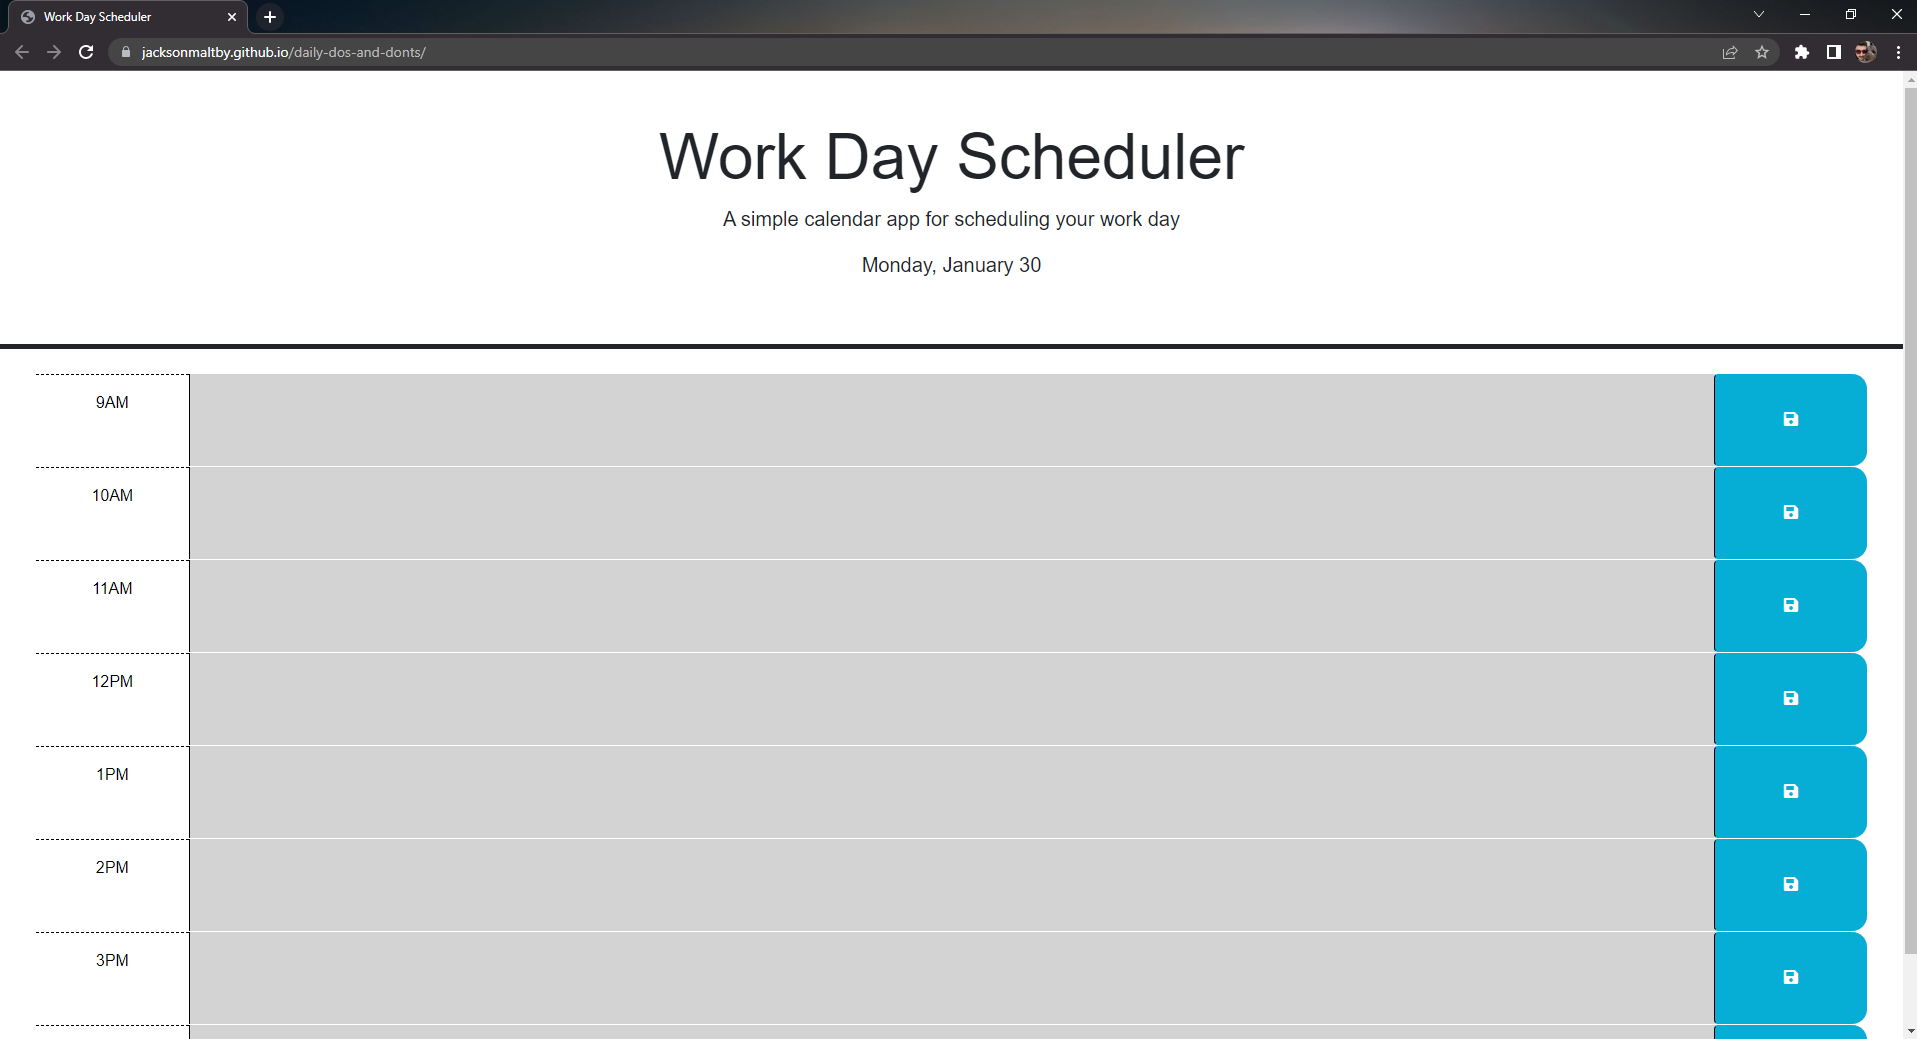 Work Day Scheduler
jacksonmaltby.github.io/daily-dos-and-donts/
Work Day Scheduler
A simple calendar app for scheduling your work day
Monday, January 30
9AM
10AM
11AM
12PM
1PM
2PM
3PM